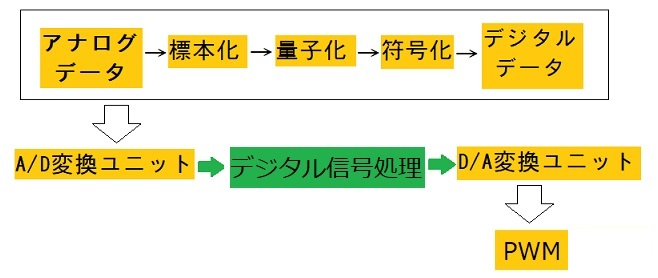 アナログ
データ
標本化
量子化
符号化
デジタル
データ
A/D変換ユニット
デジタル信号処理
D/A変換ユニット
PWM